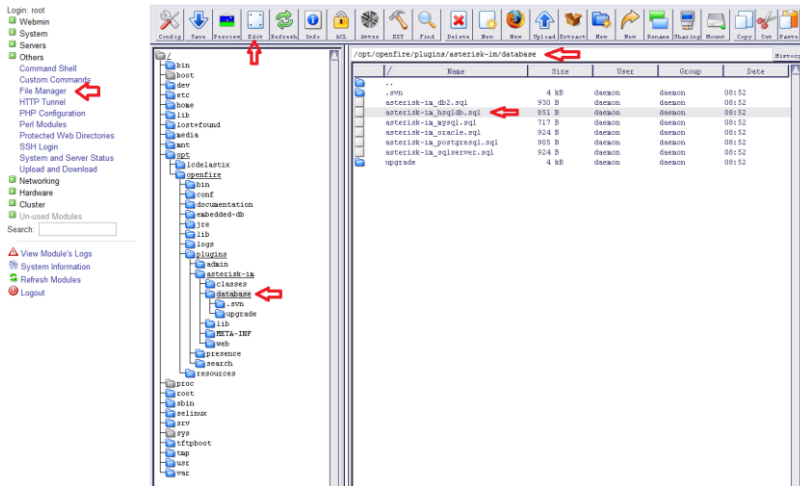 Login: root
Webmin
System
Servers
Others
Command Shell
Custom Commands
File Manager
HTTP Tunnel
PHP Configuration
Perl Modules
Protected Web Directories
SSH Login
System and Server Status
Upload and Download
Networking
Hardware
Cluster
Un-used Modules
Search:
View Module's Logs
System Information
Refresh Modules
Logout
Config Save Preview Edit Refresh Info ACL Attrs EXT Find Delete New New Upload Extract New New Rename Sharing Mount Copy Cut Paste
/
bin
boot
dev
etc
home
lib
lost+found
media
mnt
opt
lcdelastix
openfire
bin
conf
documentation
embedded-db
jre
lib
logs
plugins
admin
asterisk-im
classes
database
.svn
upgrade
lib
META-INF
web
presence
search
resources
proc
root
sbin
selinux
srv
sys
tftpboot
tmp
usr
var
/opt/openfire/plugins/asterisk-im/database History
/ Name Size User Group Date
..
.svn 4 kB daemon daemon 08:52
asterisk-im_db2.sql 930 B daemon daemon 08:52
asterisk-im_hsqldb.sql 851 B daemon daemon 08:52
asterisk-im_mysql.sql 717 B daemon daemon 08:52
asterisk-im_oracle.sql 924 B daemon daemon 08:52
asterisk-im_postgresql.sql 905 B daemon daemon 08:52
asterisk-im_sqlserver.sql 924 B daemon daemon 08:52
upgrade 4 kB daemon daemon 08:52